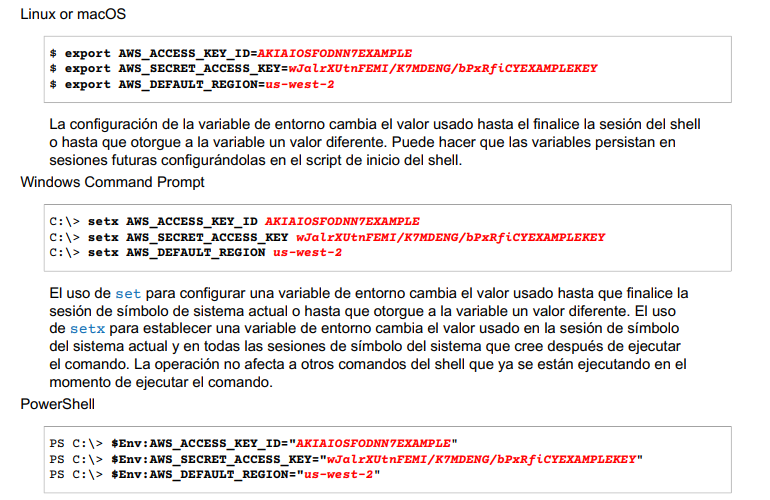 Linux or macOS
$ export AWS_ACCESS_KEY_ID=AKIAIOSFODNN7EXAMPLE
$ export AWS_SECRET_ACCESS_KEY=wJalrXUtnFEMI/K7MDENG/bPxRfiCYEXAMPLEKEY
$ export AWS_DEFAULT_REGION=us-west-2
La configuración de la variable de entorno cambia el valor usado hasta el finalice la sesión del shell
o hasta que otorgue a la variable un valor diferente. Puede hacer que las variables persistan en
sesiones futuras configurándolas en el script de inicio del shell.
Windows Command Prompt
C:\> setx AWS_ACCESS_KEY_ID AKIAIOSFODNN7EXAMPLE
C:\> setx AWS_SECRET_ACCESS_KEY wJalrXUtnFEMI/K7MDENG/bPxRfiCYEXAMPLEKEY
C:\> setx AWS_DEFAULT_REGION us-west-2
El uso de set para configurar una variable de entorno cambia el valor usado hasta que finalice la
sesión de símbolo de sistema actual o hasta que otorgue a la variable un valor diferente. El uso
de setx para establecer una variable de entorno cambia el valor usado en la sesión de símbolo
del sistema actual y en todas las sesiones de símbolo del sistema que cree después de ejecutar
el comando. La operación no afecta a otros comandos del shell que ya se están ejecutando en el
momento de ejecutar el comando.
PowerShell
PS C:\> $Env:AWS_ACCESS_KEY_ID="AKIAIOSFODNN7EXAMPLE"
PS C:\> $Env:AWS_SECRET_ACCESS_KEY="wJalrXUtnFEMI/K7MDENG/bPxRfiCYEXAMPLEKEY"
PS C:\> $Env:AWS_DEFAULT_REGION="us-west-2"